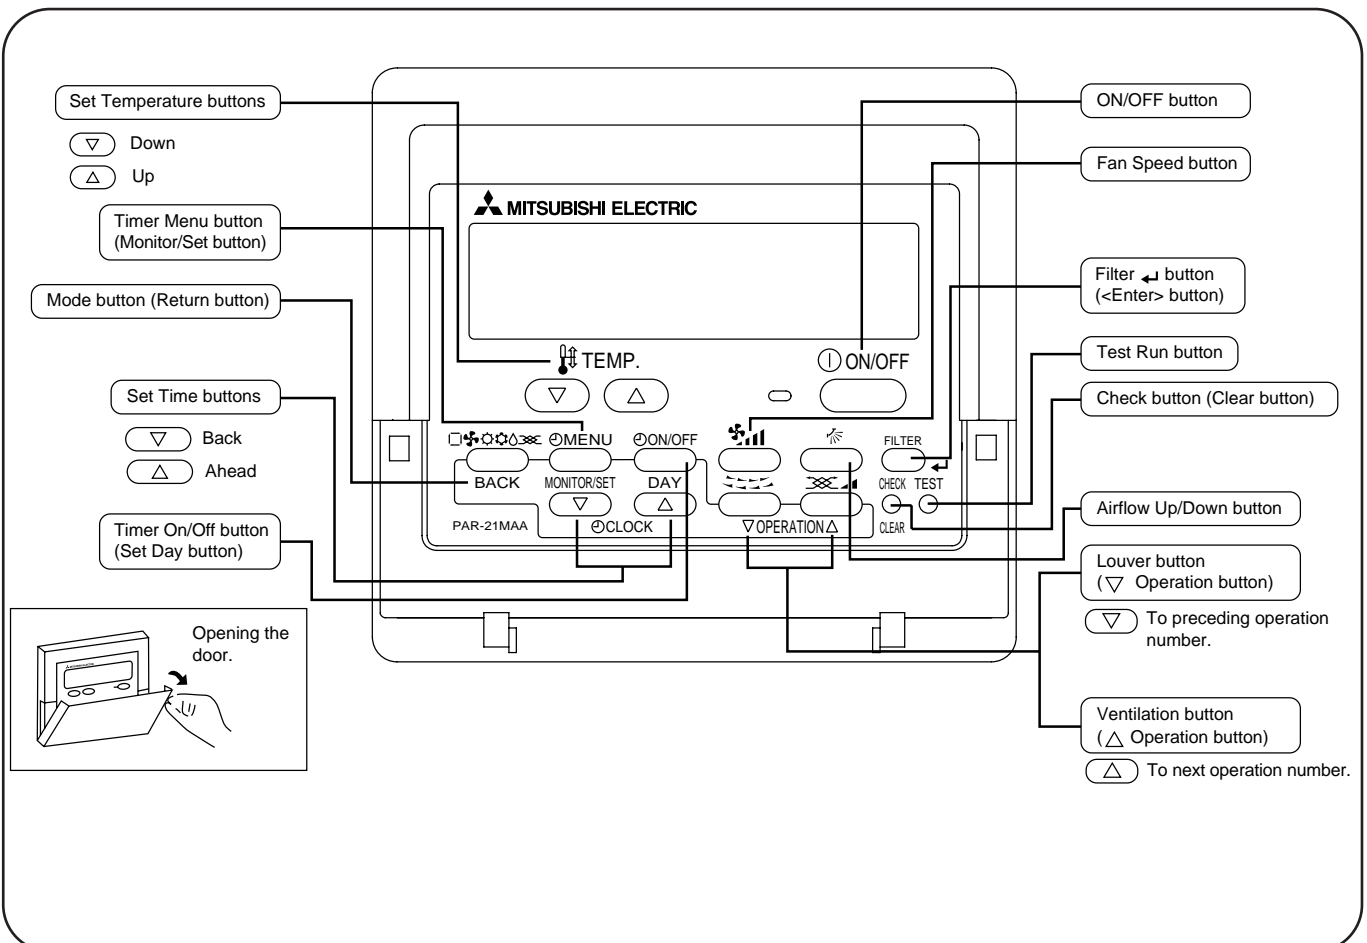 Set Temperature buttons
▽ Down
△ Up
Timer Menu button
(Monitor/Set button)
Mode button (Return button)
Set Time buttons
▽ Back
△ Ahead
Timer On/Off button
(Set Day button)
Opening the
door.
MITSUBISHI ELECTRIC
TEMP.
ON/OFF
▽ △
MENU ON/OFF
FILTER
BACK MONITOR/SET DAY
CHECK TEST
▽ △
PAR-21MAA
CLOCK
▽ OPERATION △
CLEAR
ON/OFF button
Fan Speed button
Filter ↵ button
(<Enter> button)
Test Run button
Check button (Clear button)
Airflow Up/Down button
Louver button
(▽ Operation button)
▽ To preceding operation
number.
Ventilation button
(△ Operation button)
△ To next operation number.